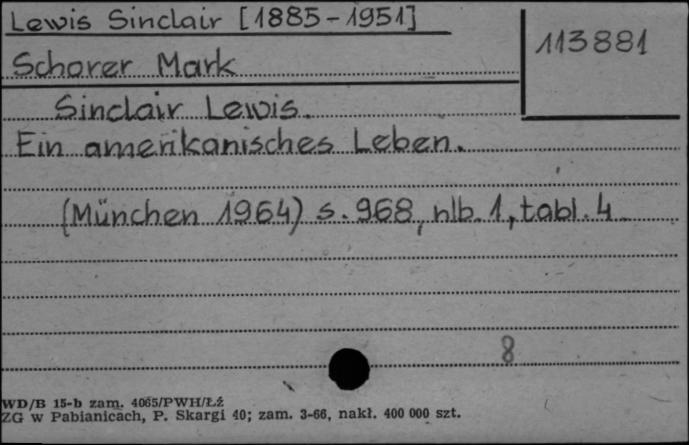 Lewis Sinclair [1885-1951]
113881
Schorer Mark
Sinclair Lewis.
Ein amerikanisches Leben.
(München 1964) s. 968, nlb. 1, tabl. 4
8
WD/B 15-b zam. 4065/PWH/Łź
ZG w Pabianicach, P. Skargi 40; zam. 3-66, nakł. 400 000 szt.